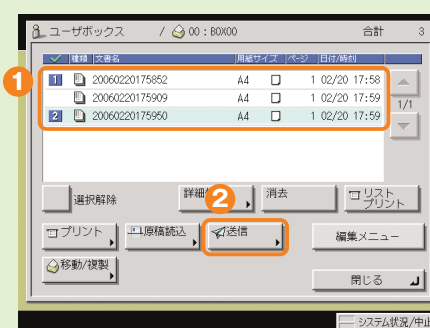 ユーザボックス / 00：BOX00 合計 3
種類 文書名 用紙サイズ ページ 日付/時刻
1
1 20060220175852 A4 1 02/20 17:58
20060220175909 A4 1 02/20 17:59
2 20060220175950 A4 1 02/20 17:59
1/1
選択解除 詳細 消去 リスト
プリント
2
プリント 原稿読込 送信 編集メニュー
移動/複製 閉じる
システム状況/中止